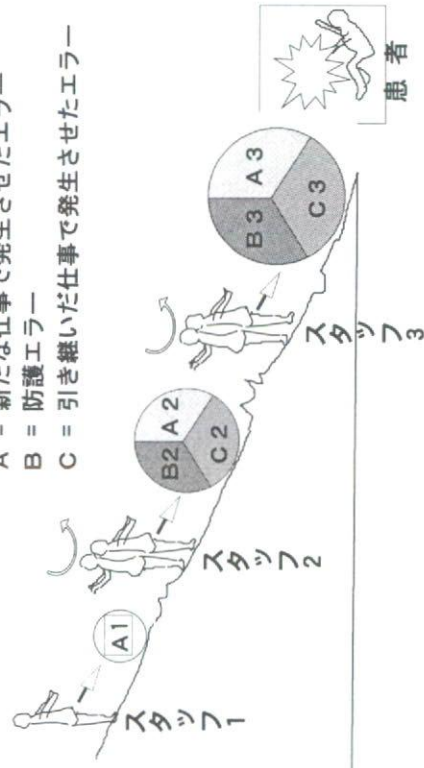 A = 新たな仕事で発生させたエラー
B = 防護エラー
C = 引き継いだ仕事で発生させたエラー
A1
スタッフ1
B2
A2
C2
スタッフ2
B3
A3
C3
スタッフ3
患者